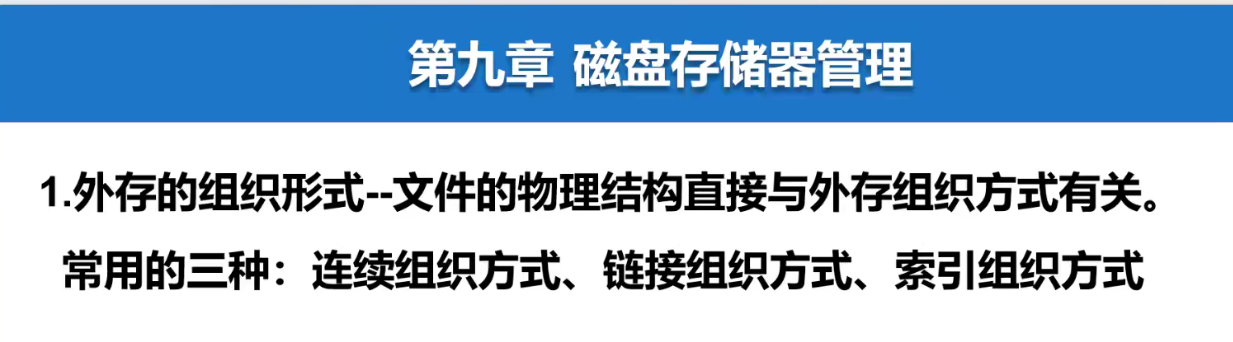 第九章 磁盘存储器管理
1.外存的组织形式--文件的物理结构直接与外存组织方式有关。
常用的三种：连续组织方式、链接组织方式、索引组织方式